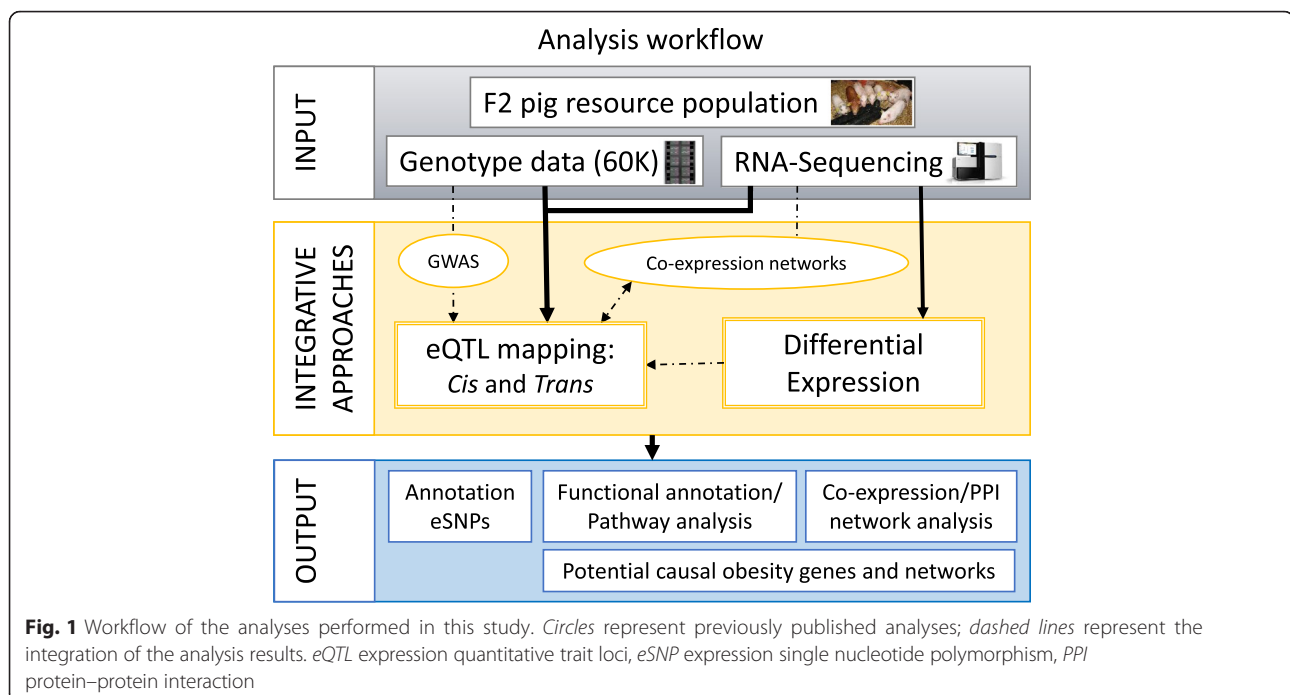 Analysis workflow
INPUT
F2 pig resource population
Genotype data (60K)
RNA-Sequencing
INTEGRATIVE
APPROACHES
GWAS
Co-expression networks
eQTL mapping:
Cis and Trans
Differential
Expression
OUTPUT
Annotation
eSNPs
Functional annotation/
Pathway analysis
Co-expression/PPI
network analysis
Potential causal obesity genes and networks
Fig. 1 Workflow of the analyses performed in this study. Circles represent previously published analyses; dashed lines represent the
integration of the analysis results. eQTL expression quantitative trait loci, eSNP expression single nucleotide polymorphism, PPI
protein–protein interaction